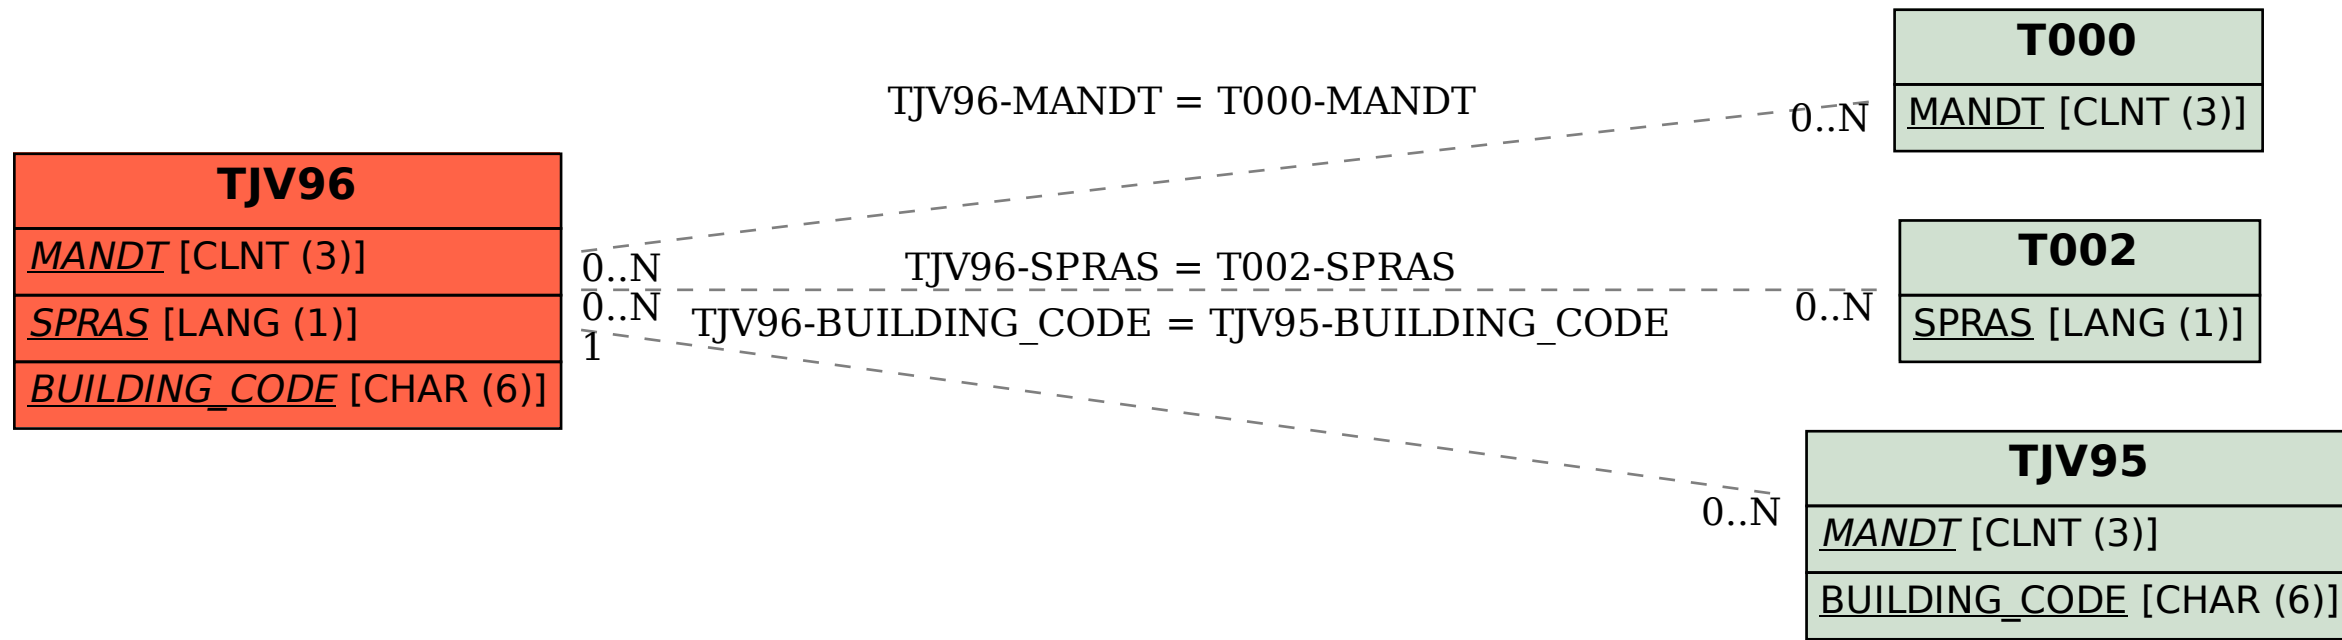 TJV96
MANDT [CLNT (3)]
SPRAS [LANG (1)]
BUILDING_CODE [CHAR (6)]
TJV96-MANDT = T000-MANDT
0..N
0..N
TJV96-SPRAS = T002-SPRAS
0..N
0..N
TJV96-BUILDING_CODE = TJV95-BUILDING_CODE
1
0..N
T000
MANDT [CLNT (3)]
T002
SPRAS [LANG (1)]
TJV95
MANDT [CLNT (3)]
BUILDING_CODE [CHAR (6)]